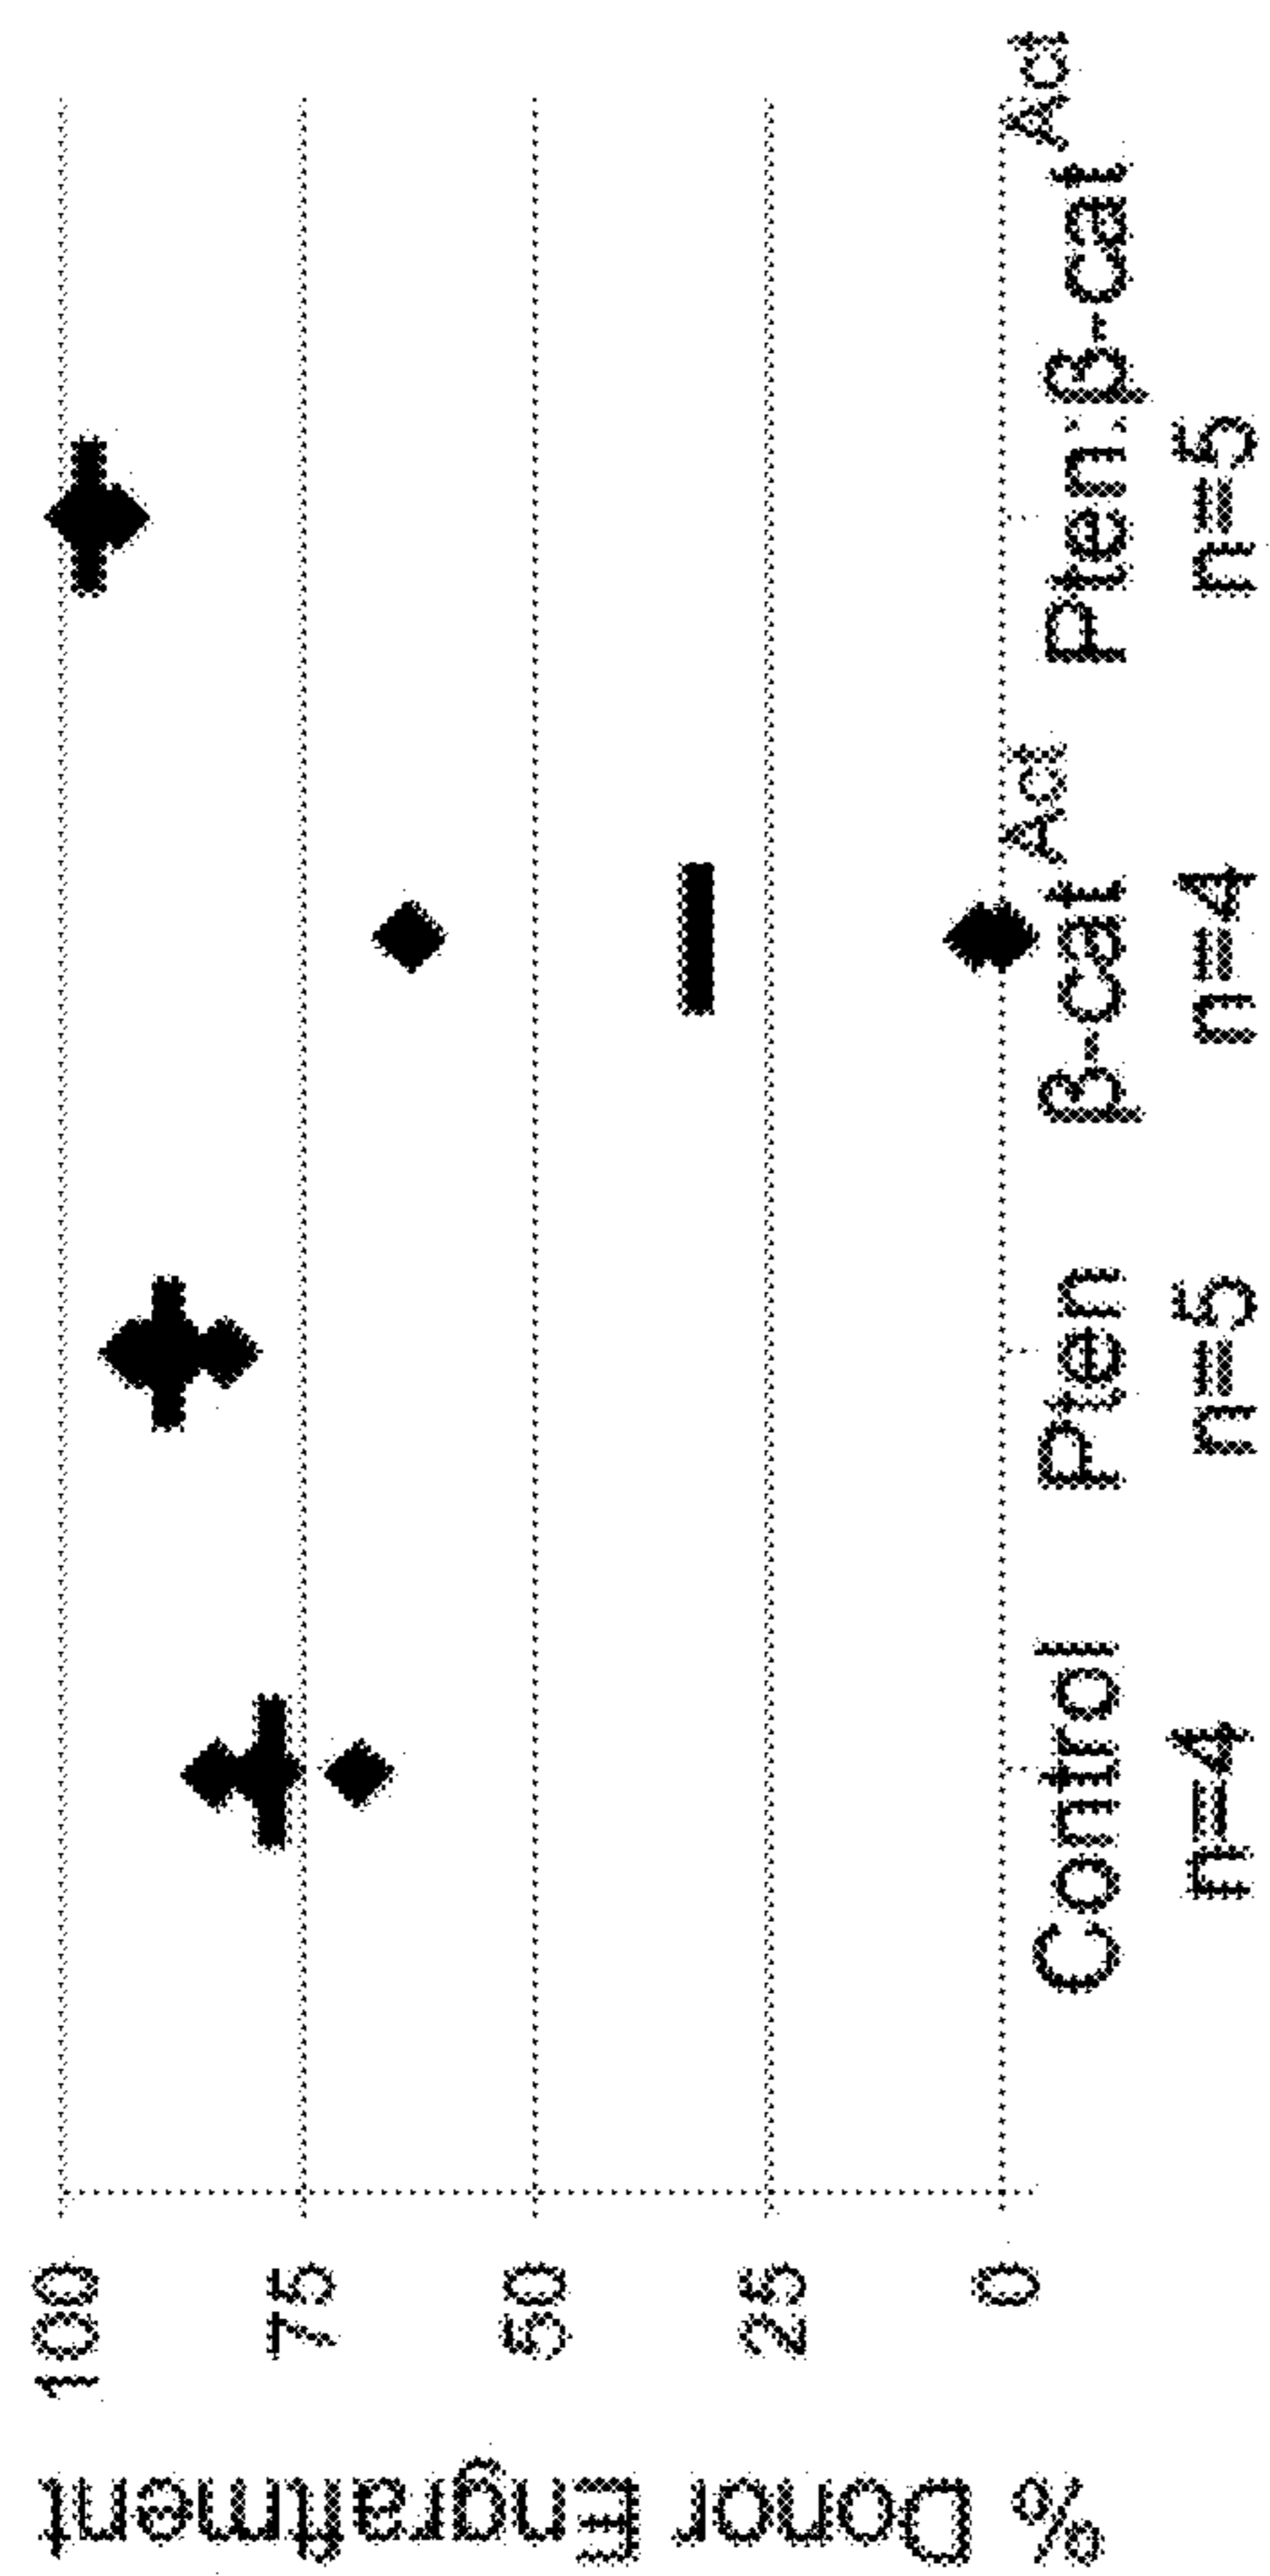 % Donor Engraftment
100
75
50
25
0
Control Pten β-cat^Act Pten:β-cat^Act
n=4 n=5 n=4 n=5